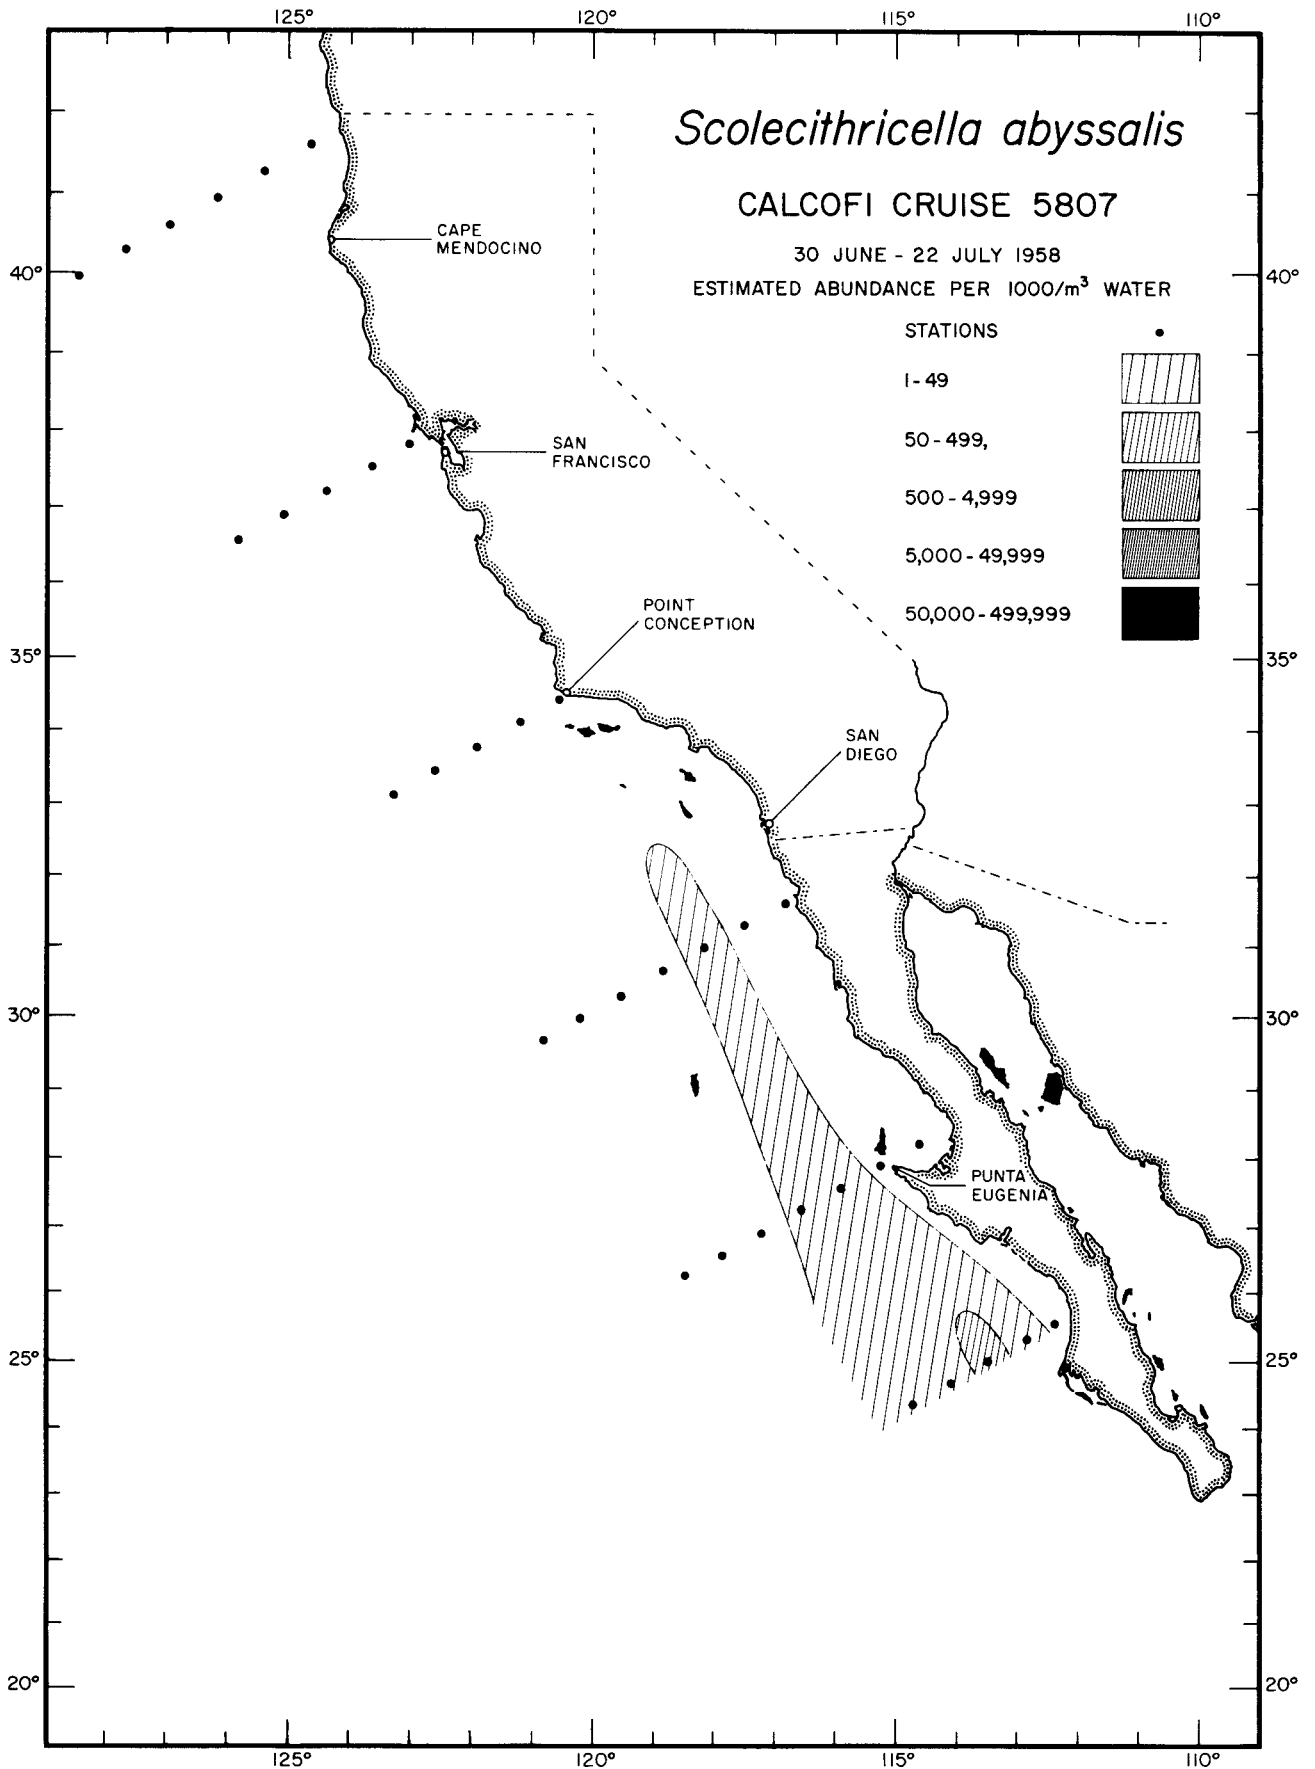 125° 120° 115° 110°
Scolecithricella abyssalis
CALCOFI CRUISE 5807
30 JUNE - 22 JULY 1958
ESTIMATED ABUNDANCE PER 1000/m³ WATER
STATIONS
1-49
50-499,
500-4,999
5,000-49,999
50,000-499,999
CAPE
MENDOCINO
40° 40°
SAN
FRANCISCO
POINT
CONCEPTION
35° 35°
SAN
DIEGO
30° 30°
PUNTA
EUGENIA
25° 25°
20° 20°
125° 120° 115° 110°